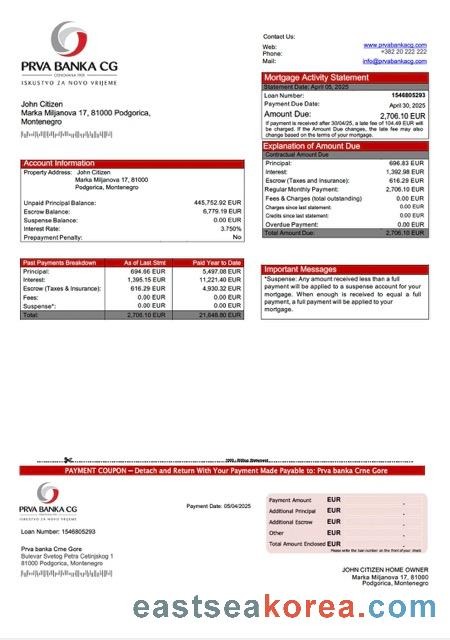 PRVA BANKA CG
OSNOVANA 1901
ISKUSTVO ZA NOVO VRIJEME
Contact Us:
Web: www.prvabankacg.com
Phone: +382 20 222 222
Mail: info@prvabankacg.com
John Citizen
Marka Miljanova 17, 81000 Podgorica,
Montenegro
Mortgage Activity Statement
Statement Date: April 05, 2025
Loan Number: 1546805293
Payment Due Date: April 30, 2025
Amount Due: 2,706.10 EUR
If payment is received after 30/04/25, a late fee of 104.49 EUR will
be charged. If the Amount Due changes, the late fee may also
change based on the terms of your mortgage.
Explanation of Amount Due
Contractual Amount Due
Principal: 696.83 EUR
Interest: 1,392.98 EUR
Escrow (Taxes and Insurance): 616.29 EUR
Regular Monthly Payment: 2,706.10 EUR
Fees & Charges (total outstanding) 0.00 EUR
Charges since last statement: 0.00 EUR
Credits since last statement: 0.00 EUR
Overdue Payment: 0.00 EUR
Total Amount Due: 2,706.10 EUR
Account Information
Property Address: John Citizen
Marka Miljanova 17, 81000
Podgorica, Montenegro
Unpaid Principal Balance: 445,752.92 EUR
Escrow Balance: 6,779.19 EUR
Suspense Balance: 0.00 EUR
Interest Rate: 3.750%
Prepayment Penalty: No
Past Payments Breakdown As of Last Stmt Paid Year to Date
Principal: 694.66 EUR 5,497.08 EUR
Interest: 1,395.15 EUR 11,221.40 EUR
Escrow (Taxes & Insurance): 616.29 EUR 4,930.32 EUR
Fees: 0.00 EUR 0.00 EUR
Suspense*: 0.00 EUR 0.00 EUR
Total: 2,706.10 EUR 21,648.80 EUR
Important Messages
*Suspense: Any amount received less than a full
payment will be applied to a suspense account for your
mortgage. When enough is received to equal a full
payment, a full payment will be applied to your
mortgage.
PAYMENT COUPON – Detach and Return With Your Payment Made Payable to: Prva banka Crne Gore
PRVA BANKA CG
ISKUSTVO ZA NOVO VRIJEME
Payment Date: 05/04/2025
Loan Number: 1546805293
Prva banka Crne Gore
Bulevar Svetog Petra Cetinjskog 1
81000 Podgorica, Montenegro
Payment Amount EUR
Additional Principal EUR
Additional Escrow EUR
Other EUR
Total Amount Enclosed EUR
Please write the loan number on the front of your check
JOHN CITIZEN HOME OWNER
Marka Miljanova 17, 81000
Podgorica, Montenegro
eastseakorea.com